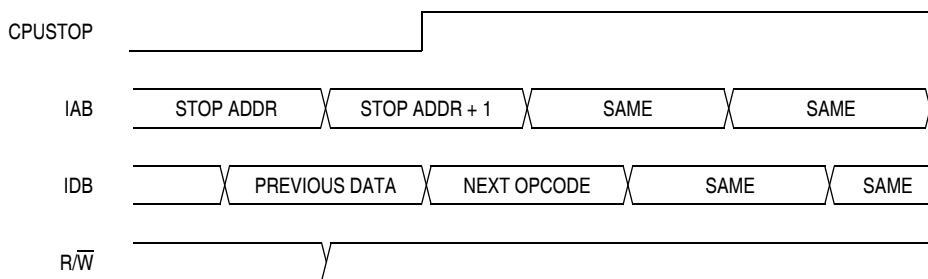 CPUSTOP
IAB STOP ADDR STOP ADDR + 1 SAME SAME
IDB PREVIOUS DATA NEXT OPCODE SAME SAME
R/W̅